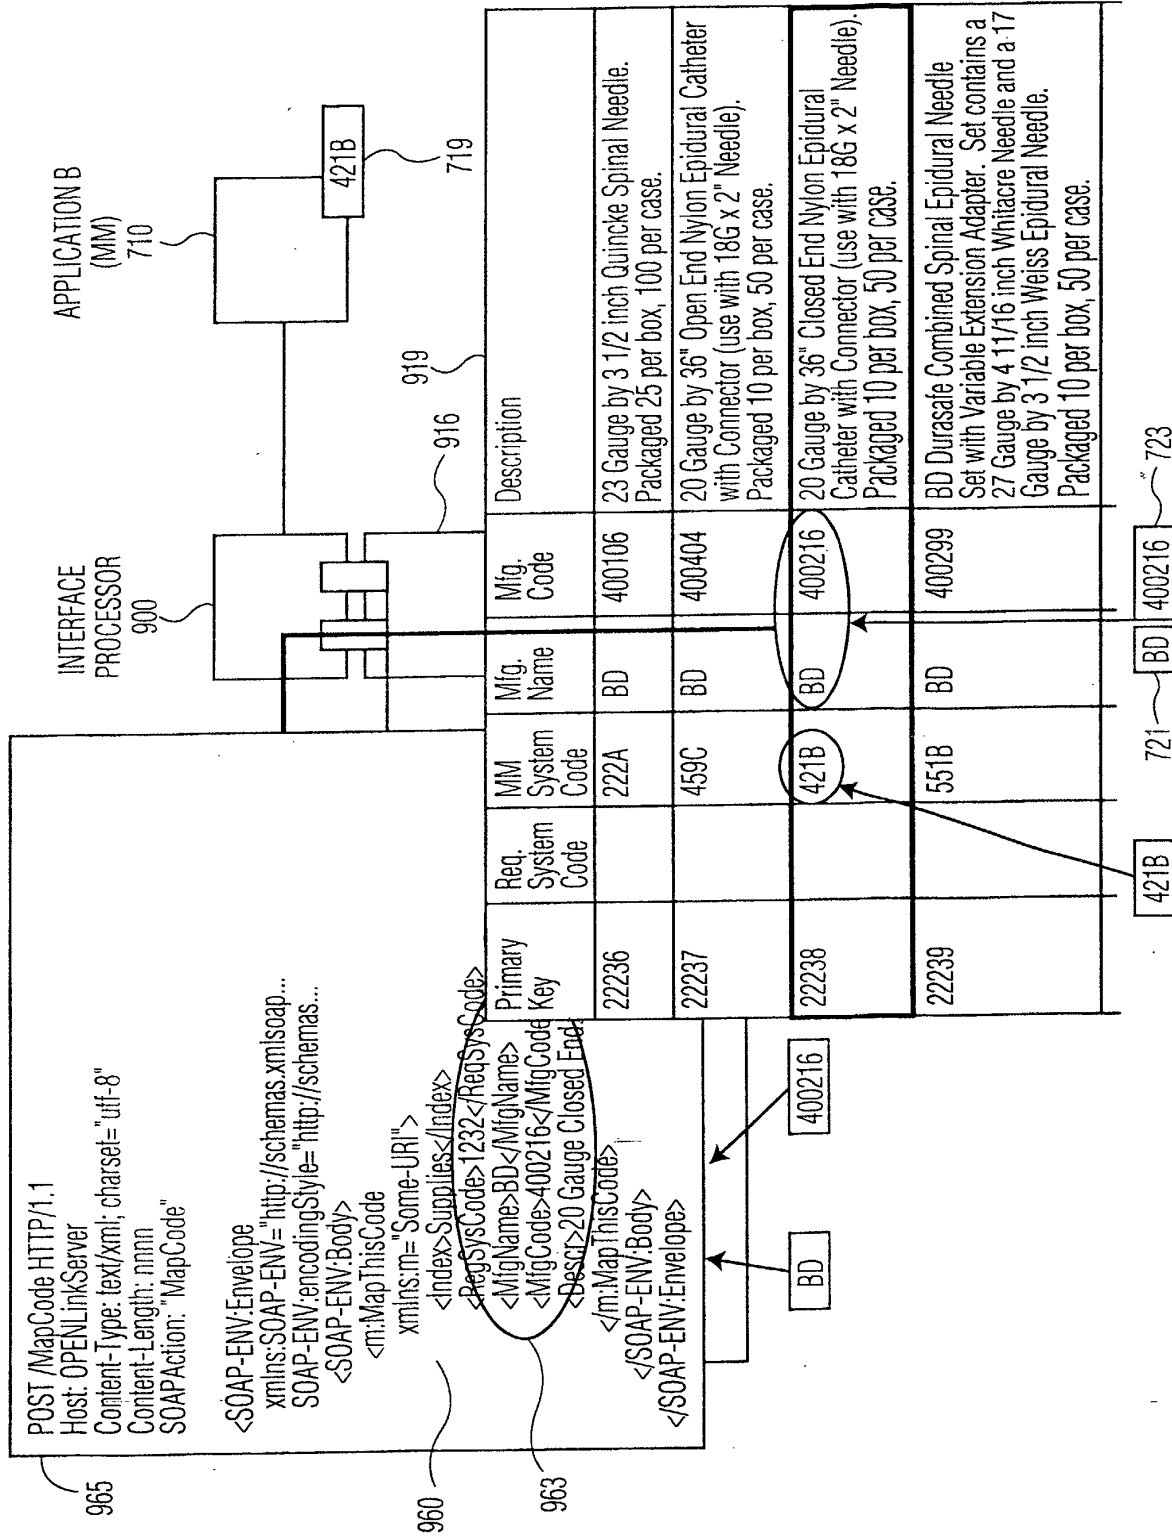 APPLICATION B
(MM)
710
421B
719
INTERFACE
PROCESSOR
900
916
919
POST /MapCode HTTP/1.1
Host: OPENLinkServer
Content-Type: text/xml; charset="utf-8"
Content-Length: nnnn
SOAPAction: "MapCode"
<SOAP-ENV:Envelope
xmlns:SOAP-ENV="http://schemas.xmlsoap...
SOAP-ENV:encodingStyle="http://schemas...
<SOAP-ENV:Body>
<m:MapThisCode
xmlns:m="Some-URI">
<Index>Supplies</Index>
<ReqSysCode>1232</ReqSysCode>
<MfgName>BD</MfgName>
<MfgCode>400216</MfgCode
<Descr>20 Gauge Closed End
</m:MapThisCode>
</SOAP-ENV:Body>
</SOAP-ENV:Envelope>
965
960
963
Primary
Key
Req.
System
Code
MM
System
Code
Mfg.
Name
Mfg.
Code
Description
22236
222A
BD
400106
23 Gauge by 3 1/2 inch Quincke Spinal Needle.
Packaged 25 per box, 100 per case.
22237
459C
BD
400404
20 Gauge by 36" Open End Nylon Epidural Catheter
with Connector (use with 18G x 2" Needle).
Packaged 10 per box, 50 per case.
22238
421B
BD
400216
20 Gauge by 36" Closed End Nylon Epidural
Catheter with Connector (use with 18G x 2" Needle).
Packaged 10 per box, 50 per case.
22239
551B
BD
400299
BD Durasafe Combined Spinal Epidural Needle
Set with Variable Extension Adapter. Set contains a
27 Gauge by 4 11/16 inch Whitacre Needle and a 17
Gauge by 3 1/2 inch Weiss Epidural Needle.
Packaged 10 per box, 50 per case.
BD
400216
421B
721
BD
400216
723